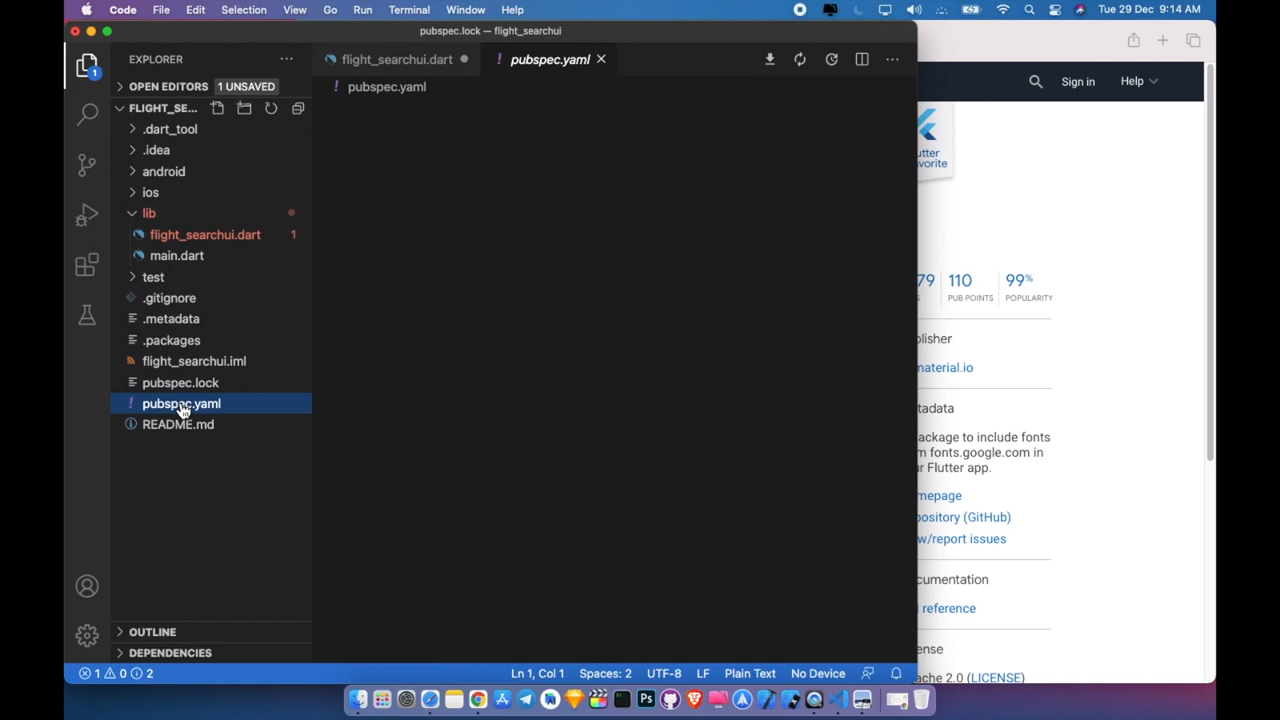 Code File Edit Selection View Go Run Terminal Window Help Tue 29 Dec 9:14 AM
pubspec.lock — flight_searchui
EXPLORER
flight_searchui.dart
pubspec.yaml
OPEN EDITORS 1 UNSAVED
pubspec.yaml
FLIGHT_SE...
.dart_tool
.idea
android
ios
lib
flight_searchui.dart 1
main.dart
test
.gitignore
.metadata
.packages
flight_searchui.iml
pubspec.lock
pubspec.yaml
README.md
OUTLINE
DEPENDENCIES
1
1 0 2 Ln 1, Col 1 Spaces: 2 UTF-8 LF Plain Text No Device
Sign in Help
utter
vorite
79 110 99%
S PUB POINTS POPULARITY
blisher
material.io
tadata
ackage to include fonts
m fonts.google.com in
r Flutter app.
mepage
pository (GitHub)
w/report issues
cumentation
I reference
ense
ache 2.0 (LICENSE)